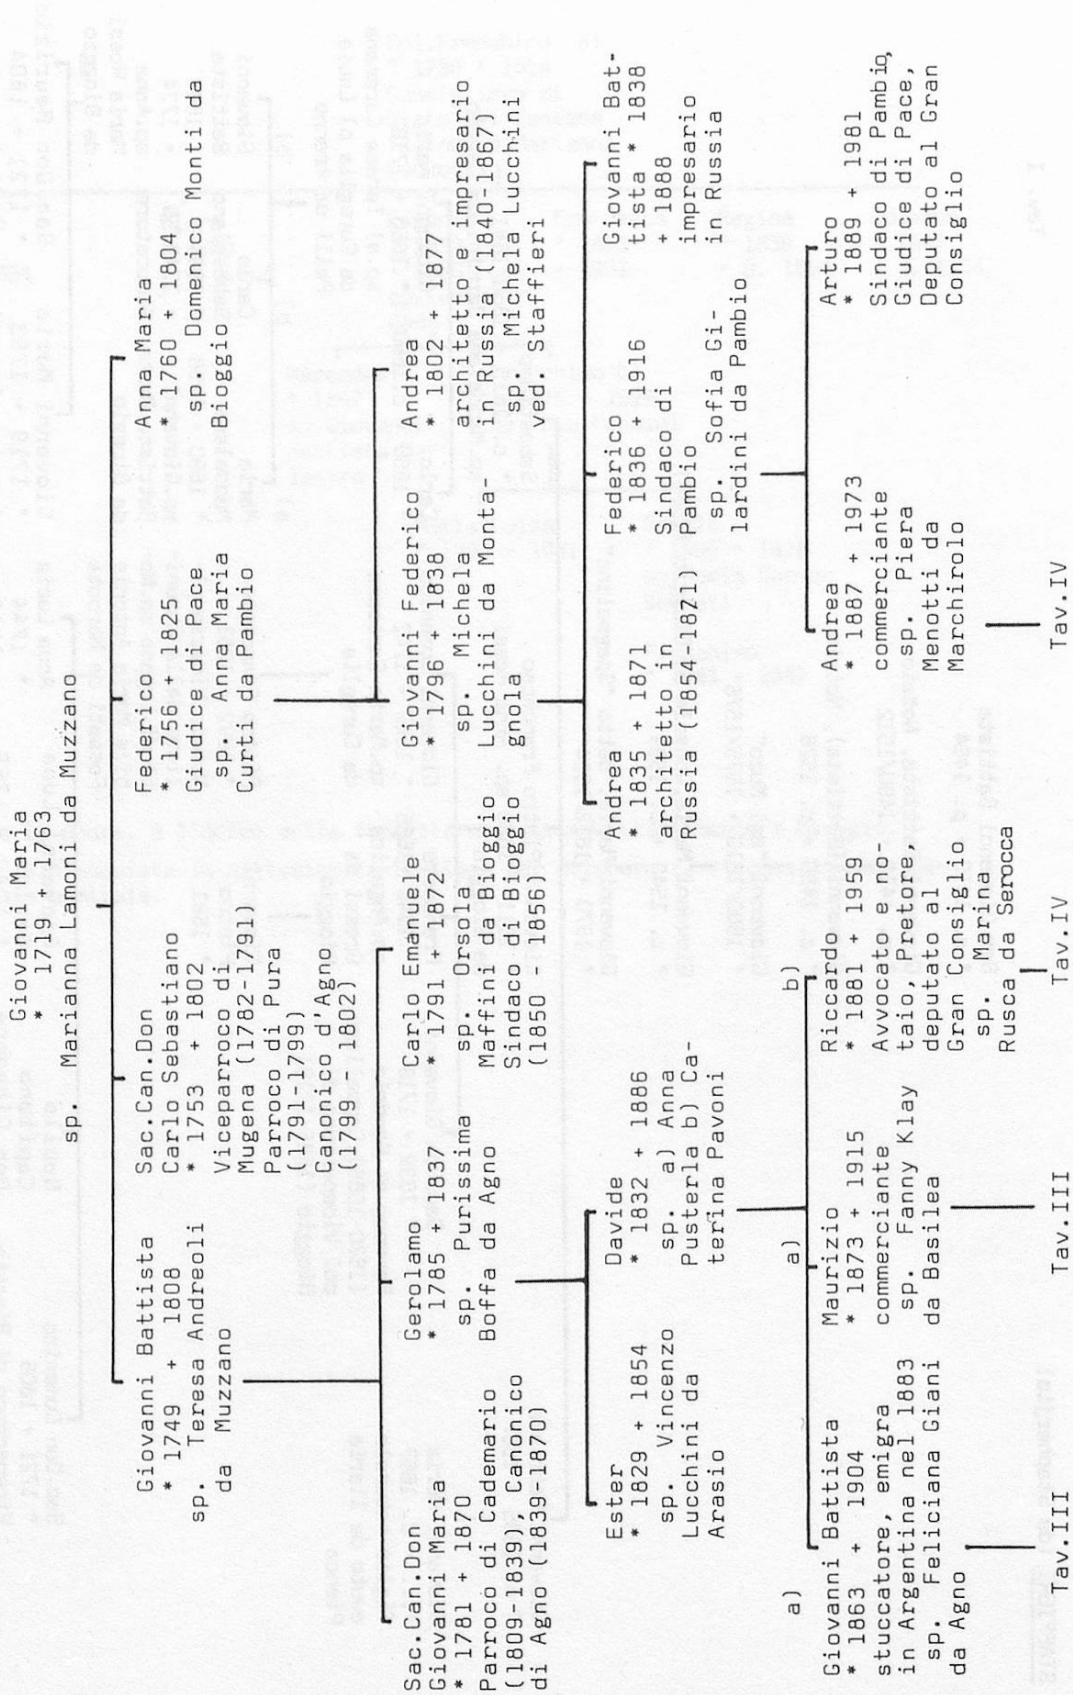 Giovanni Maria
* 1719 + 1763
sp. Marianna Lamoni da Muzzano
Giovanni Battista
* 1749 + 1808
sp. Teresa Andreoli
da Muzzano
Sac.Can.Don
Carlo Sebastiano
* 1753 + 1802
Viceparroco di
Mugena (1782-1791)
Parroco di Pura
(1791-1799)
Canonico d'Agno
(1799 - 1802)
Federico
* 1756 + 1825
Giudice di Pace
sp. Anna Maria
Curti da Pambio
Anna Maria
* 1760 + 1804
sp. Domenico Monti da
Bioggio
Sac.Can.Don
Giovanni Maria
* 1781 + 1870
Parroco di Cademario
(1809-1839), Canonico
di Agno (1839-1870)
Gerolamo
* 1785 + 1837
sp. Purissima
Boffa da Agno
Carlo Emanuele
* 1791 + 1872
sp. Orsola
Maffini da Bioggio
Sindaco di Bioggio
(1850 - 1856)
Giovanni Federico
* 1796 + 1838
sp. Michela
Lucchini da Monta-
gnola
Andrea
* 1802 + 1877
architetto e impresario
in Russia (1840-1867)
sp. Michela Lucchini
ved. Staffieri
Ester
* 1829 + 1854
sp. Vincenzo
Lucchini da
Arasio
Davide
* 1832 + 1886
sp. a) Anna
Pusterla b) Ca-
terina Pavoni
Andrea
* 1835 + 1871
architetto in
Russia (1854-1871)
Federico
* 1836 + 1916
Sindaco di
Pambio
sp. Sofia Gi-
lardini da Pambio
Giovanni Bat-
tista * 1838
+ 1888
impresario
in Russia
a)
Giovanni Battista
* 1863 + 1904
stuccatore, emigra
in Argentina nel 1883
sp. Feliciana Giani
da Agno
Tav.III
a)
Maurizio
* 1873 + 1915
commerciante
sp. Fanny Klay
da Basilea
Tav.III
b)
Riccardo
* 1881 + 1959
Avvocato e no-
taio, Pretore,
deputato al
Gran Consiglio
sp. Marina
Rusca da Serocca
Tav.IV
Andrea
* 1887 + 1973
commerciante
sp. Piera
Menotti da
Marchirolo
Tav.IV
Arturo
* 1889 + 1981
Sindaco di Pambio,
Giudice di Pace,
Deputato al Gran
Consiglio